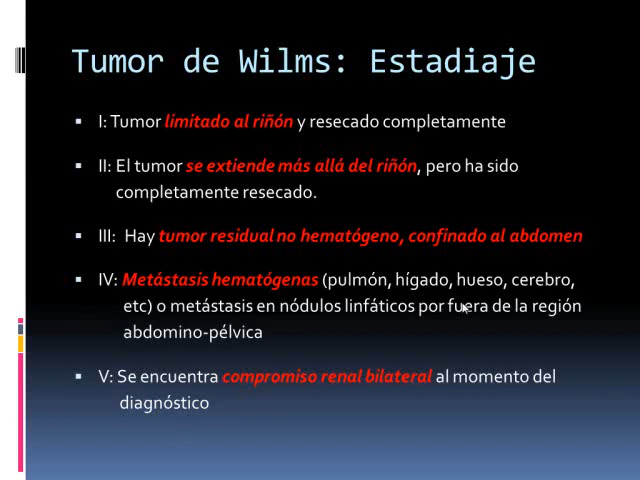 Tumor de Wilms: Estadiaje
I: Tumor limitado al riñón y resecado completamente
II: El tumor se extiende más allá del riñón, pero ha sido
completamente resecado.
III: Hay tumor residual no hematógeno, confinado al abdomen
IV: Metástasis hematógenas (pulmón, hígado, hueso, cerebro,
etc) o metástasis en nódulos linfáticos por fuera de la región
abdomino-pélvica
V: Se encuentra compromiso renal bilateral al momento del
diagnóstico